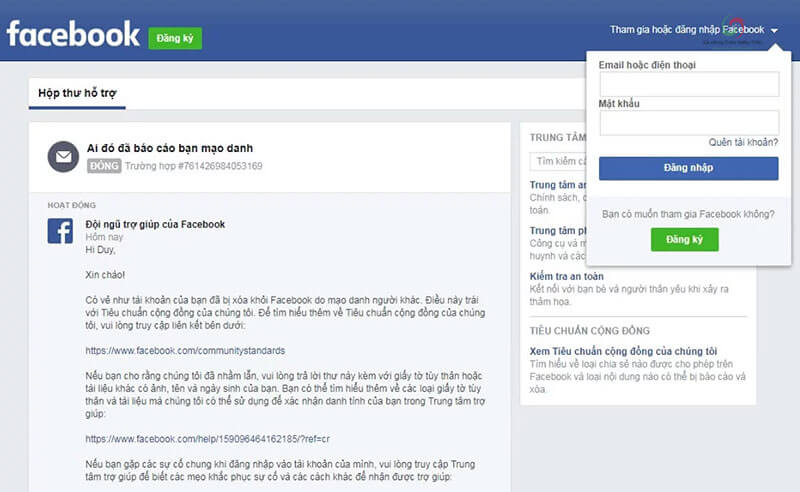 facebook
Đăng ký
Tham gia hoặc đăng nhập Facebook
Email hoặc điện thoại
Mật khẩu
Quên tài khoản?
Đăng nhập
Bạn có muốn tham gia Facebook không?
Đăng ký
Hộp thư hỗ trợ
Ai đó đã báo cáo bạn mạo danh
ĐÓNG Trường hợp #761426984053169
HOẠT ĐỘNG
Đội ngũ trợ giúp của Facebook
Hôm nay
Hi Duy,
Xin chào!
Có vẻ như tài khoản của bạn đã bị xóa khỏi Facebook do mạo danh người khác. Điều này trái
với Tiêu chuẩn cộng đồng của chúng tôi. Để tìm hiểu thêm về Tiêu chuẩn cộng đồng của chúng
tôi, vui lòng truy cập liên kết bên dưới:
https://www.facebook.com/communitystandards
Nếu bạn cho rằng chúng tôi đã nhầm lẫn, vui lòng trả lời thư này kèm với giấy tờ tùy thân hoặc
tài liệu khác có ảnh, tên và ngày sinh của bạn. Bạn có thể tìm hiểu thêm về các loại giấy tờ tùy
thân và tài liệu mà chúng tôi có thể sử dụng để xác nhận danh tính của bạn trong Trung tâm trợ
giúp:
https://www.facebook.com/help/159096464162185/?ref=cr
Nếu bạn gặp các sự cố chung khi đăng nhập vào tài khoản của mình, vui lòng truy cập Trung
tâm trợ giúp để biết các mẹo khắc phục sự cố và các cách khác để nhận được trợ giúp:
TRUNG TÂM
Tìm kiếm
Trung tâm
Chính sách,
toán.
Trung tâm
Công cụ và
huynh và các
Kiểm tra an toàn
Kết nối với bạn bè và người thân yêu khi xảy ra
thảm họa.
TIÊU CHUẨN CỘNG ĐỒNG
Xem Tiêu chuẩn cộng đồng của chúng tôi
Tìm hiểu về loại chia sẻ nào được cho phép trên
Facebook và loại nội dung nào có thể bị báo cáo và
xóa.